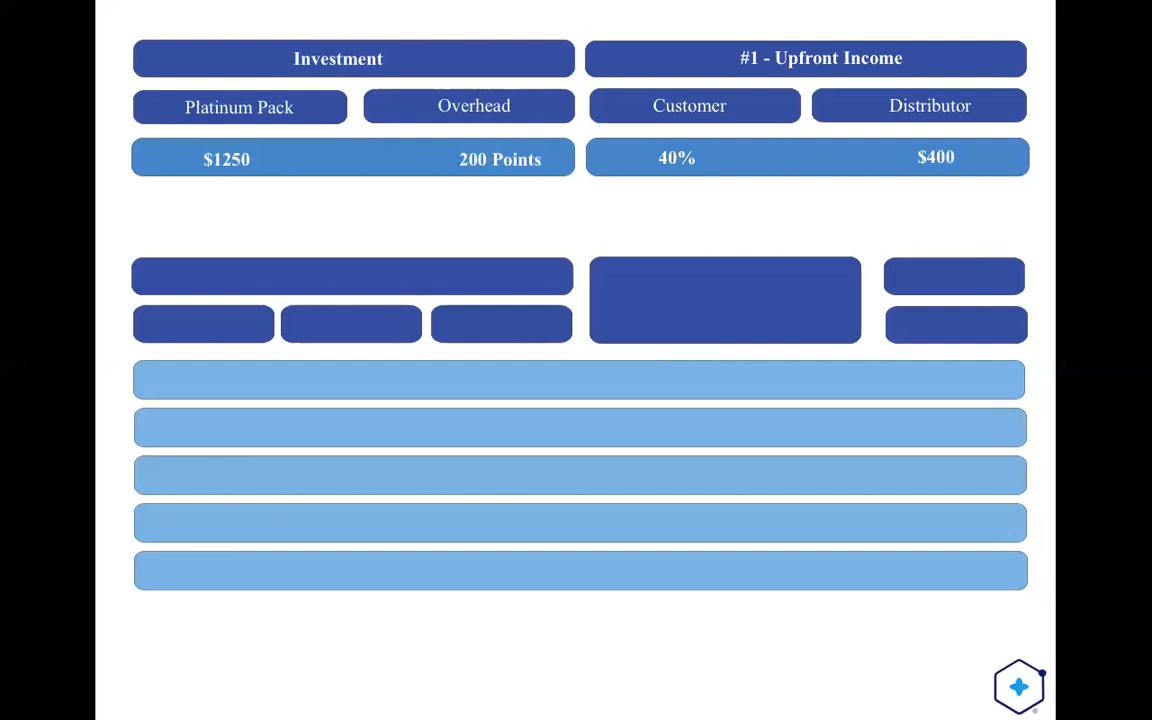 Investment
#1 - Upfront Income
Platinum Pack
Overhead
Customer
Distributor
$1250
200 Points
40%
$400
®